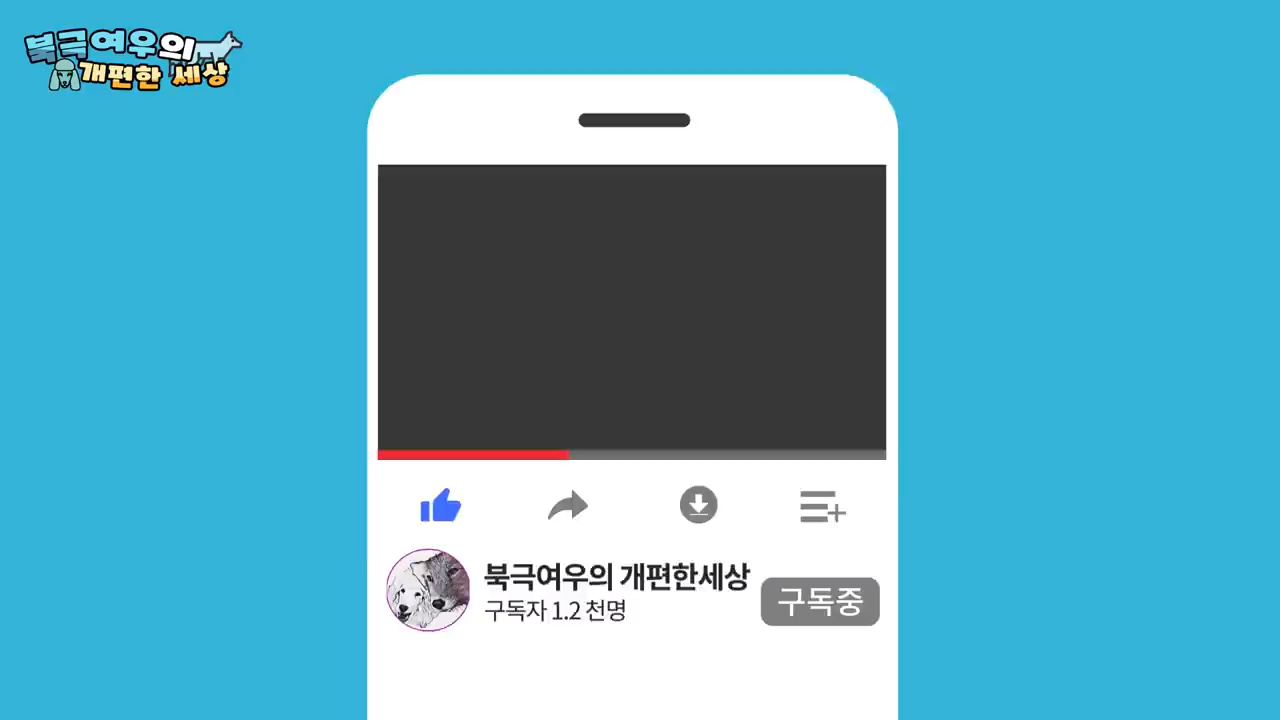 북극여우의
개편한 세상
북극여우의 개편한세상
구독자 1.2 천명
구독중